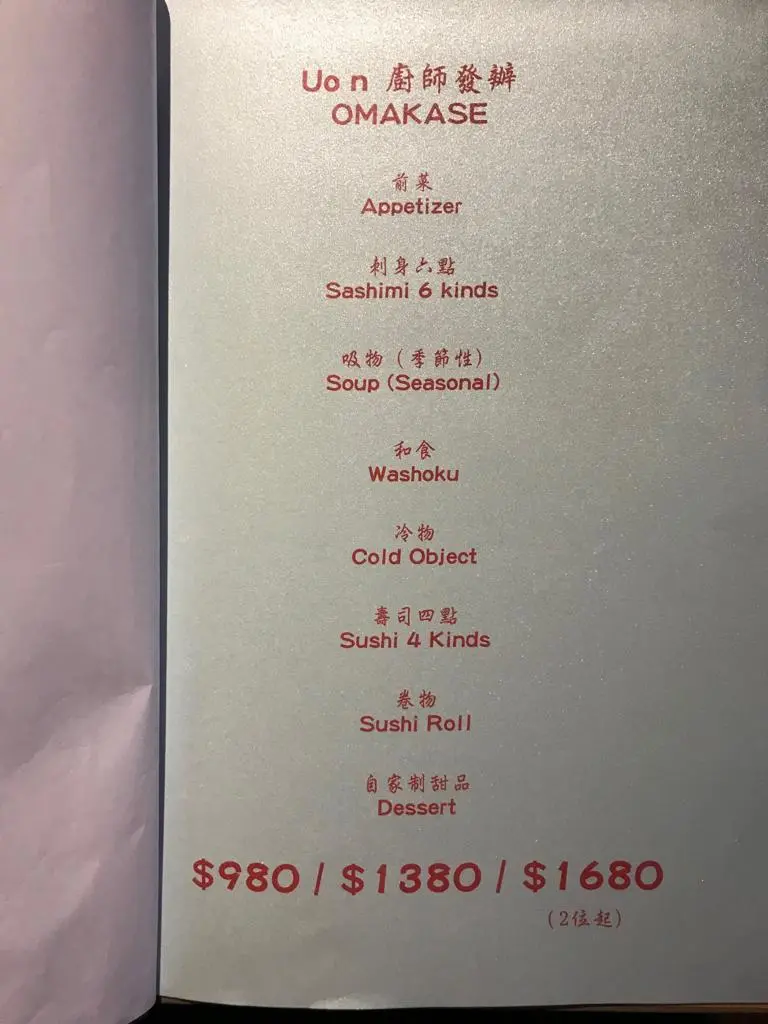 Uo n 廚師發辦
OMAKASE
前菜
Appetizer
刺身六點
Sashimi 6 kinds
吸物（季節性）
Soup (Seasonal)
和食
Washoku
冷物
Cold Object
壽司四點
Sushi 4 Kinds
卷物
Sushi Roll
自家制甜品
Dessert
$980 / $1380 / $1680
（2位起）